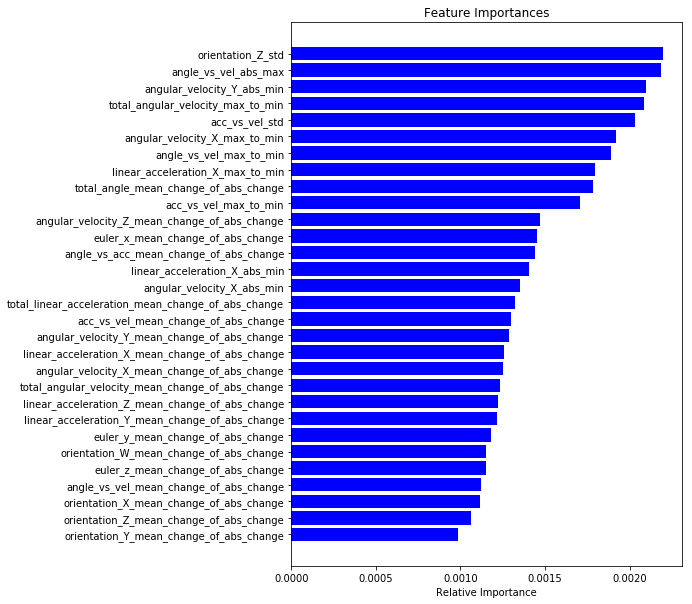 Feature Importances
orientation_Z_std
angle_vs_vel_abs_max
angular_velocity_Y_abs_min
total_angular_velocity_max_to_min
acc_vs_vel_std
angular_velocity_X_max_to_min
angle_vs_vel_max_to_min
linear_acceleration_X_max_to_min
total_angle_mean_change_of_abs_change
acc_vs_vel_max_to_min
angular_velocity_Z_mean_change_of_abs_change
euler_x_mean_change_of_abs_change
angle_vs_acc_mean_change_of_abs_change
linear_acceleration_X_abs_min
angular_velocity_X_abs_min
total_linear_acceleration_mean_change_of_abs_change
acc_vs_vel_mean_change_of_abs_change
angular_velocity_Y_mean_change_of_abs_change
linear_acceleration_X_mean_change_of_abs_change
angular_velocity_X_mean_change_of_abs_change
total_angular_velocity_mean_change_of_abs_change
linear_acceleration_Z_mean_change_of_abs_change
linear_acceleration_Y_mean_change_of_abs_change
euler_y_mean_change_of_abs_change
orientation_W_mean_change_of_abs_change
euler_z_mean_change_of_abs_change
angle_vs_vel_mean_change_of_abs_change
orientation_X_mean_change_of_abs_change
orientation_Z_mean_change_of_abs_change
orientation_Y_mean_change_of_abs_change
0.0000 0.0005 0.0010 0.0015 0.0020
Relative Importance